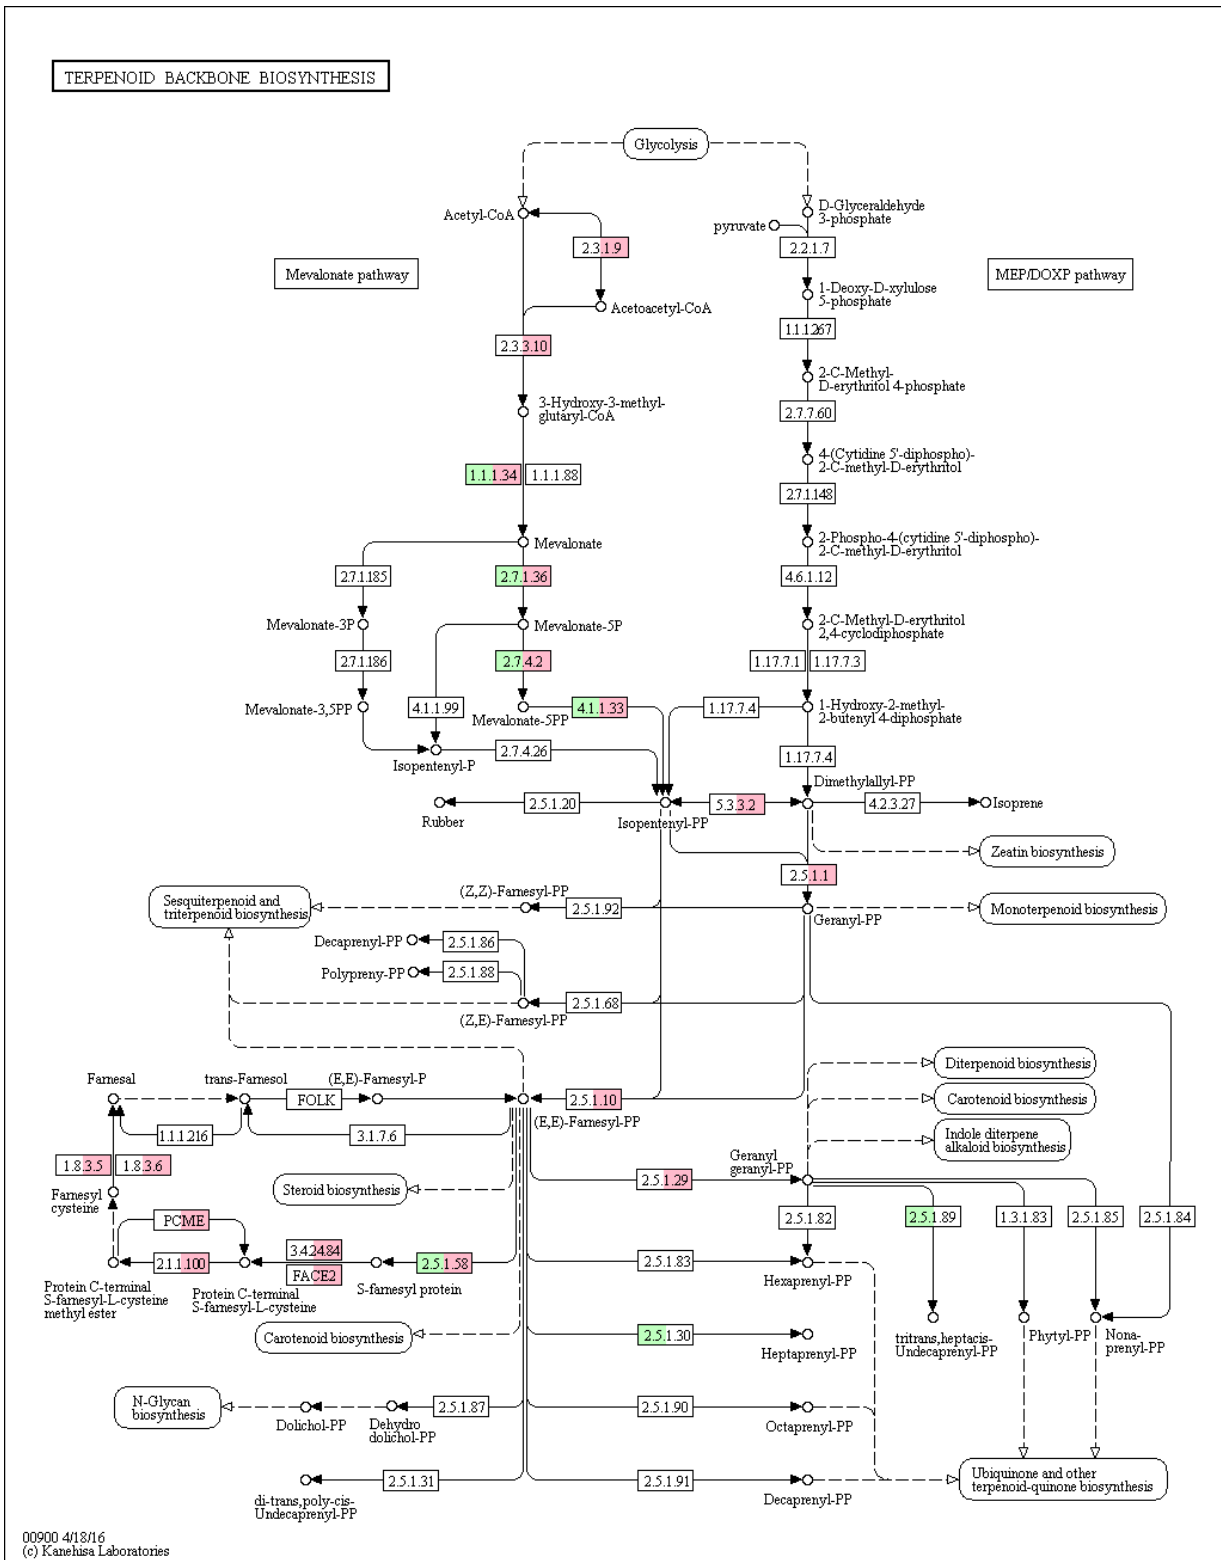 TERPENOID BACKBONE BIOSYNTHESIS
Glycolysis
Acetyl-CoA
D-Glyceraldehyde
3-phosphate
pyruvate
2.3.1.9
2.2.1.7
Mevalonate pathway
MEP/DOXP pathway
1-Deoxy-D-xylulose
5-phosphate
Acetoacetyl-CoA
1.1.1.267
2.3.3.10
2-C-Methyl-
D-erythritol 4-phosphate
3-Hydroxy-3-methyl-
glutaryl-CoA
2.7.7.60
4-(Cytidine 5'-diphospho)-
2-C-methyl-D-erythritol
1.1.1.34
1.1.1.88
2.7.1.148
Mevalonate
2-Phospho-4-(cytidine 5'-diphospho)-
2-C-methyl-D-erythritol
2.7.1.185
2.7.1.36
4.6.1.12
Mevalonate-3P
Mevalonate-5P
2-C-Methyl-D-erythritol
2,4-cyclodiphosphate
2.7.1.186
2.7.4.2
1.17.7.1
1.17.7.3
Mevalonate-3,5PP
4.1.1.99
Mevalonate-5PP
4.1.1.33
1.17.7.4
1-Hydroxy-2-methyl-
2-butenyl 4-diphosphate
Isopentenyl-P
2.7.4.26
1.17.7.4
Dimethylallyl-PP
Rubber
2.5.1.20
Isopentenyl-PP
5.3.3.2
4.2.3.27
Isoprene
Zeatin biosynthesis
2.5.1.1
Sesquiterpenoid and
triterpenoid biosynthesis
(Z,Z)-Farnesyl-PP
2.5.1.92
Geranyl-PP
Monoterpenoid biosynthesis
Decaprenyl-PP
2.5.1.86
Polypreny-PP
2.5.1.88
2.5.1.68
(Z,E)-Farnesyl-PP
Farnesal
trans-Farnesol
(E,E)-Farnesyl-P
FOLK
2.5.1.10
(E,E)-Farnesyl-PP
Diterpenoid biosynthesis
Carotenoid biosynthesis
Indole diterpene
alkaloid biosynthesis
1.1.1.216
3.1.7.6
1.8.3.5
1.8.3.6
Geranyl
geranyl-PP
Farnesyl
cysteine
Steroid biosynthesis
2.5.1.29
PCME
2.5.1.82
2.5.1.89
1.3.1.83
2.5.1.85
2.5.1.84
2.1.1.100
3.4.24.84
FACE2
2.5.1.58
2.5.1.83
Protein C-terminal
S-farnesyl-L-cysteine
methyl ester
Protein C-terminal
S-farnesyl-L-cysteine
S-farnesyl protein
Hexaprenyl-PP
Carotenoid biosynthesis
2.5.1.30
Heptaprenyl-PP
tritrans,heptacis-
Undecaprenyl-PP
Phytyl-PP
Nona-
prenyl-PP
N-Glycan
biosynthesis
Dolichol-PP
Dehydro
dolichol-PP
2.5.1.87
2.5.1.90
Octaprenyl-PP
2.5.1.31
di-trans,poly-cis-
Undecaprenyl-PP
2.5.1.91
Decaprenyl-PP
Ubiquinone and other
terpenoid-quinone biosynthesis
00900 4/18/16
(c) Kanehisa Laboratories